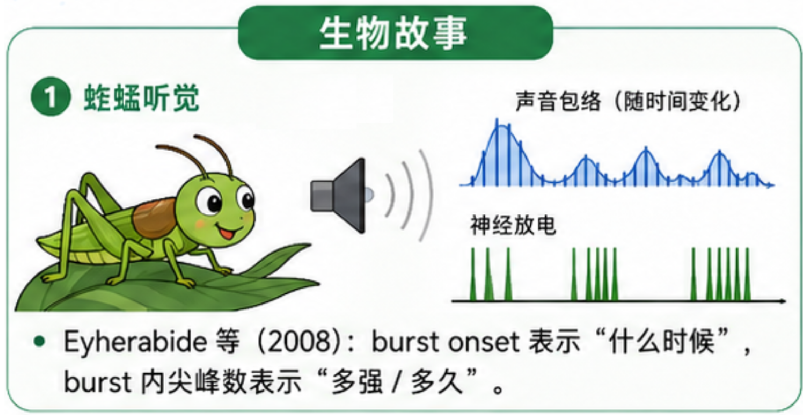 生物故事
1 蛭蜢听觉
声音包络（随时间变化）
神经放电
• Eyherabide 等（2008）：burst onset 表示“什么时候”，
burst 内尖峰数表示“多强 / 多久”。